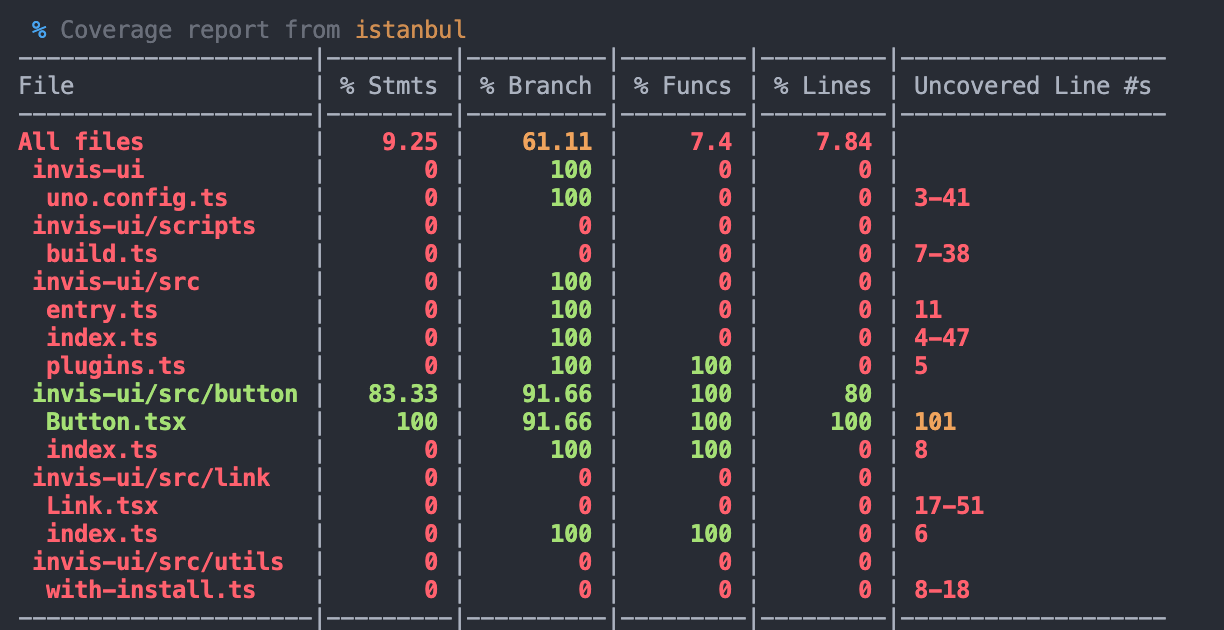 % Coverage report from istanbul
File | % Stmts | % Branch | % Funcs | % Lines | Uncovered Line #s
All files | 9.25 | 61.11 | 7.4 | 7.84 |
invis-ui | 0 | 100 | 0 | 0 |
uno.config.ts | 0 | 100 | 0 | 0 | 3-41
invis-ui/scripts | 0 | 0 | 0 | 0 |
build.ts | 0 | 0 | 0 | 0 | 7-38
invis-ui/src | 0 | 100 | 0 | 0 |
entry.ts | 0 | 100 | 0 | 0 | 11
index.ts | 0 | 100 | 0 | 0 | 4-47
plugins.ts | 0 | 100 | 100 | 0 | 5
invis-ui/src/button | 83.33 | 91.66 | 100 | 80 |
Button.tsx | 100 | 91.66 | 100 | 100 | 101
index.ts | 0 | 100 | 100 | 0 | 8
invis-ui/src/link | 0 | 0 | 0 | 0 |
Link.tsx | 0 | 0 | 0 | 0 | 17-51
index.ts | 0 | 100 | 100 | 0 | 6
invis-ui/src/utils | 0 | 0 | 0 | 0 |
with-install.ts | 0 | 0 | 0 | 0 | 8-18